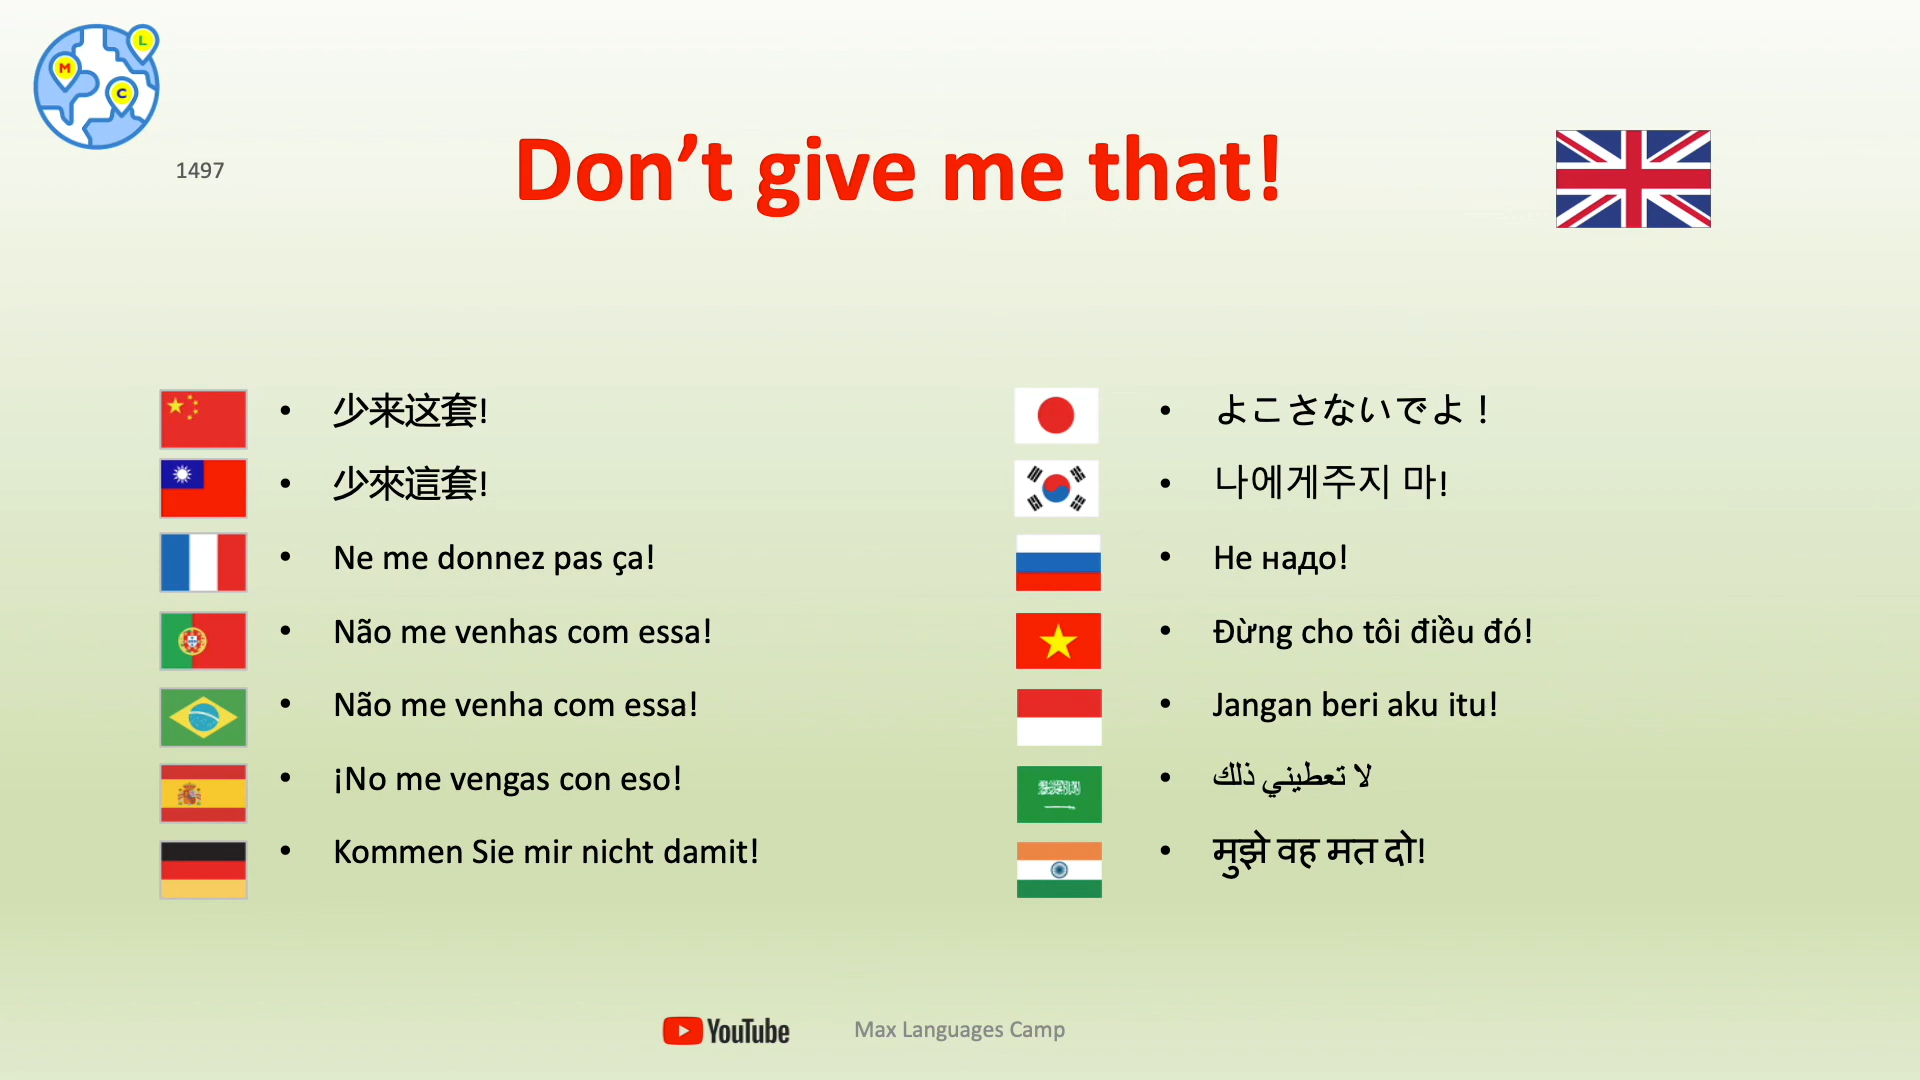 L
M
C
1497
Don’t give me that!
• 少来这套!
• 少來這套!
• Ne me donnez pas ça!
• Não me venhas com essa!
• Não me venha com essa!
• ¡No me vengas con eso!
• Kommen Sie mir nicht damit!
• よこさないでよ！
• 나에게주지 마!
• Не надо!
• Đừng cho tôi điều đó!
• Jangan beri aku itu!
• لا تعطيني ذلك
• मुझे वह मत दो!
YouTube Max Languages Camp